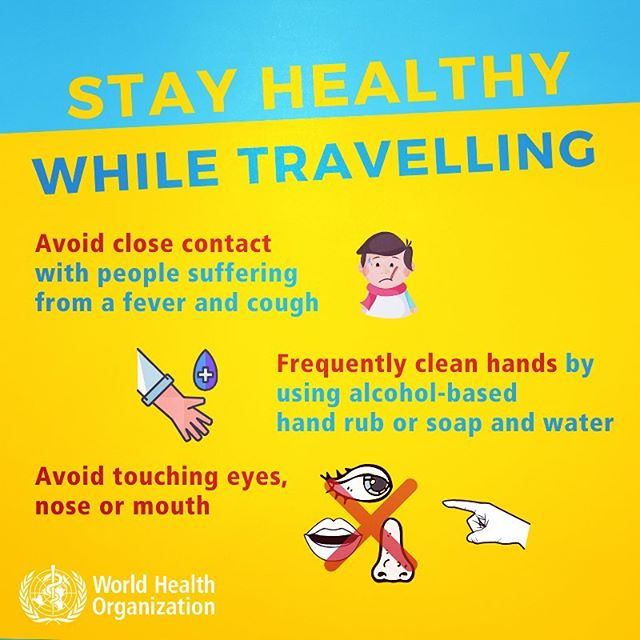 STAY HEALTHY
WHILE TRAVELLING
Avoid close contact
with people suffering
from a fever and cough
Frequently clean hands by
using alcohol-based
hand rub or soap and water
Avoid touching eyes,
nose or mouth
World Health
Organization